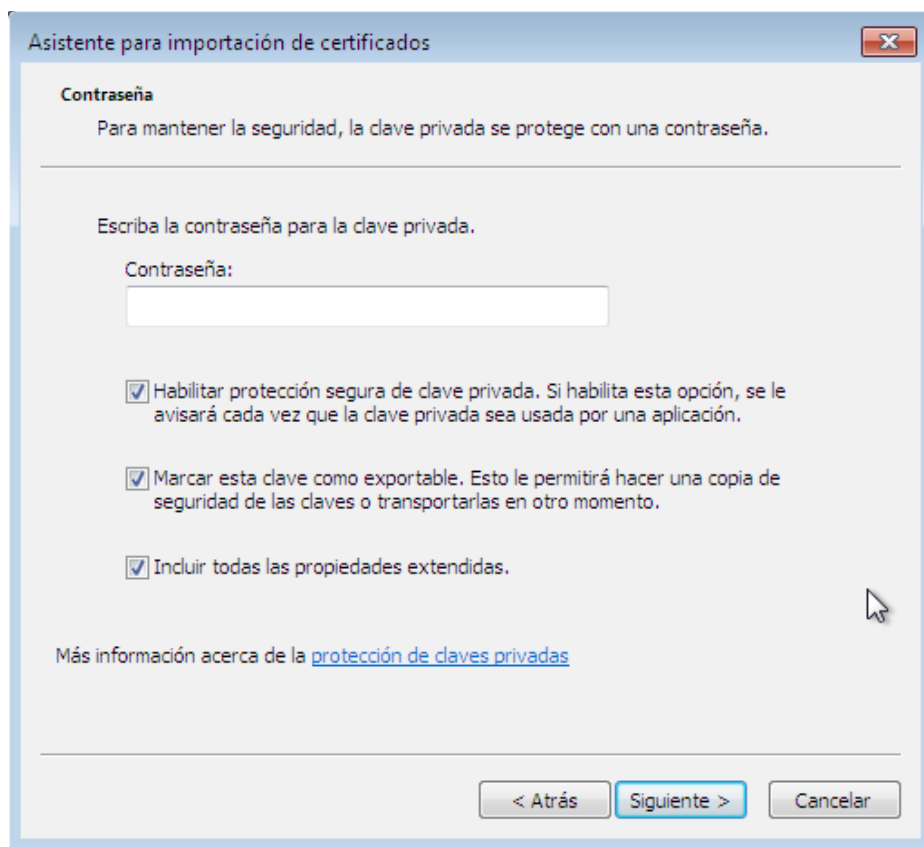 Asistente para importación de certificados
Contraseña
Para mantener la seguridad, la clave privada se protege con una contraseña.
Escriba la contraseña para la clave privada.
Contraseña:
Habilitar protección segura de clave privada. Si habilita esta opción, se le
avisará cada vez que la clave privada sea usada por una aplicación.
Marcar esta clave como exportable. Esto le permitirá hacer una copia de
seguridad de las claves o transportarlas en otro momento.
Incluir todas las propiedades extendidas.
Más información acerca de la protección de claves privadas
< Atrás Siguiente > Cancelar